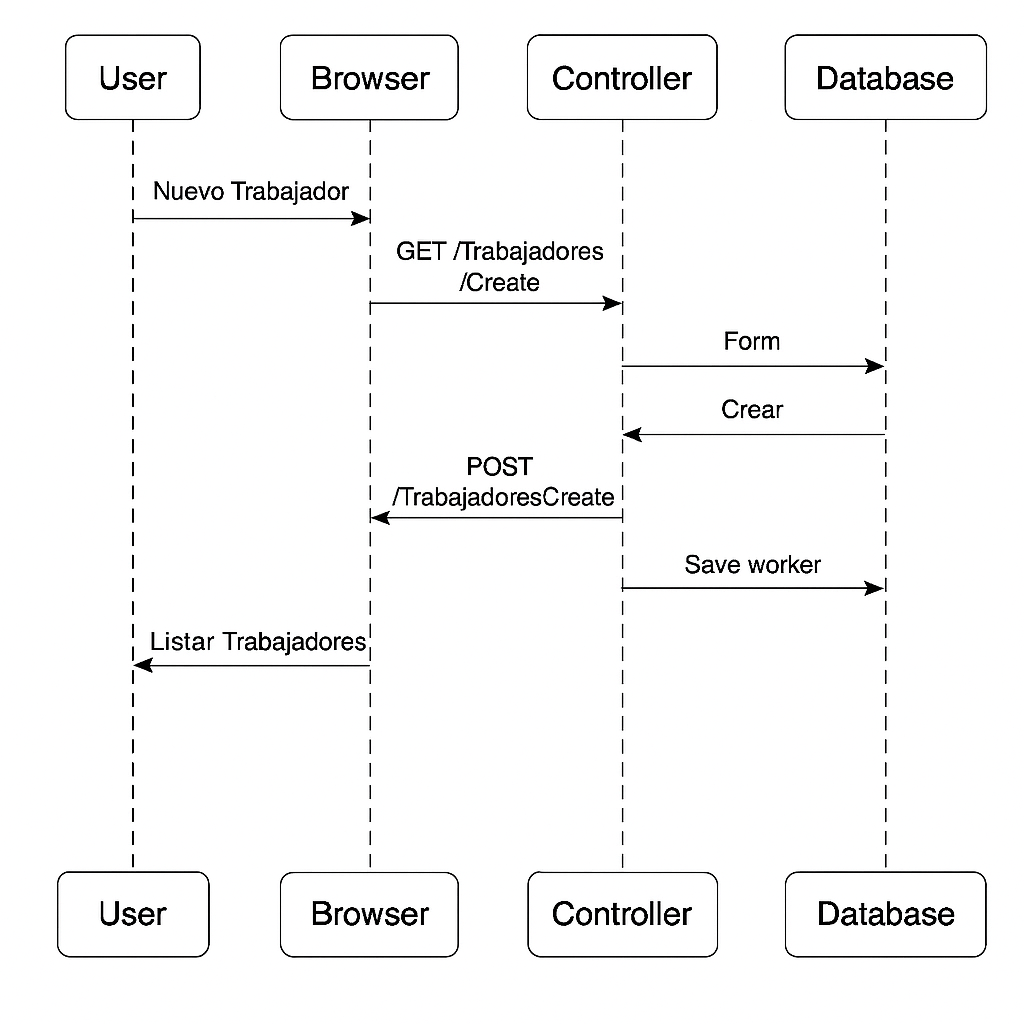 User
Browser
Controller
Database
Nuevo Trabajador
GET /Trabajadores
/Create
Form
Crear
POST
/TrabajadoresCreate
Save worker
Listar Trabajadores
User
Browser
Controller
Database